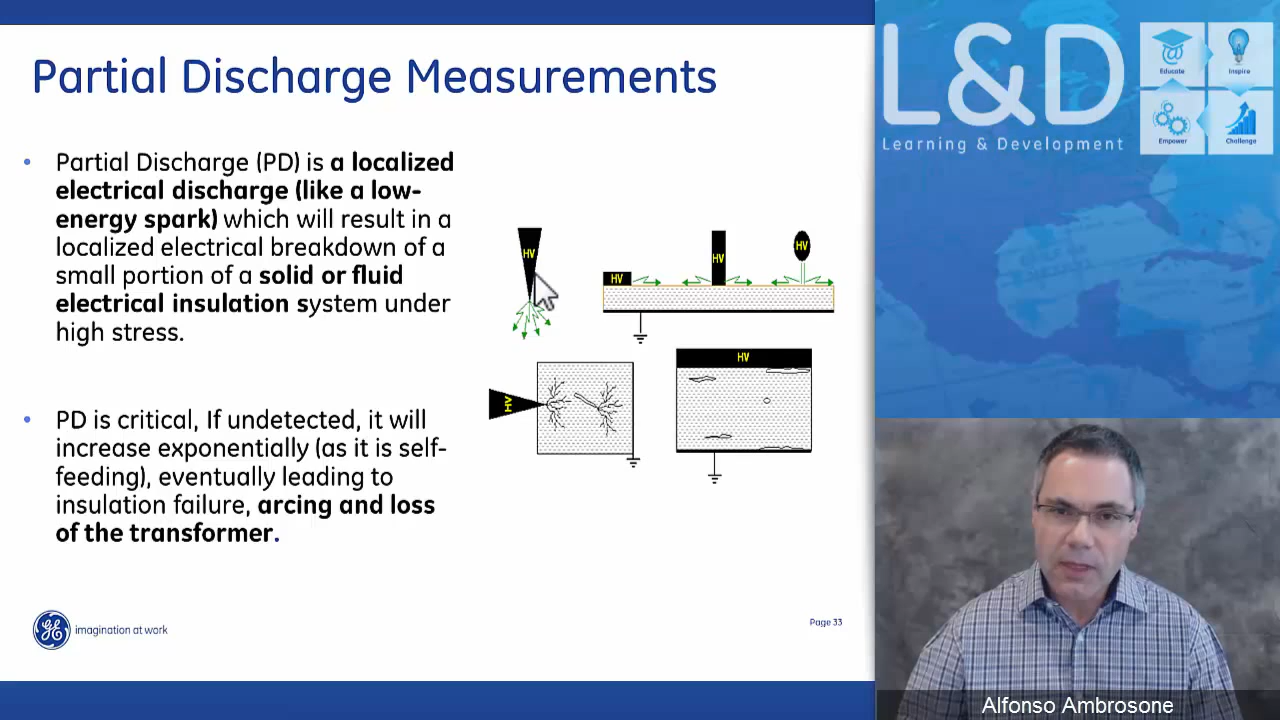 Partial Discharge Measurements
• Partial Discharge (PD) is a localized
electrical discharge (like a low-
energy spark) which will result in a
localized electrical breakdown of a
small portion of a solid or fluid
electrical insulation system under
high stress.
• PD is critical, If undetected, it will
increase exponentially (as it is self-
feeding), eventually leading to
insulation failure, arcing and loss
of the transformer.
HV
HV
HV
HV
HV
HV
imagination at work
Page 33
L&D
Learning & Development
Educate
Inspire
Empower
Challenge
Alfonso Ambrosone